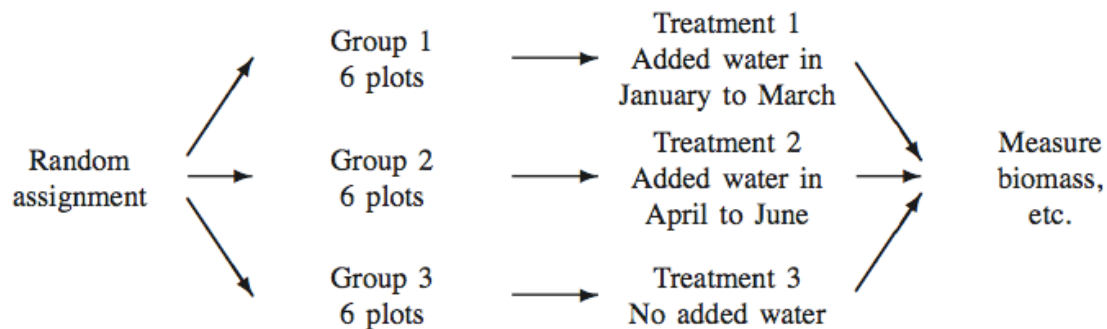 Random
assignment
Group 1
6 plots
Treatment 1
Added water in
January to March
Group 2
6 plots
Treatment 2
Added water in
April to June
Group 3
6 plots
Treatment 3
No added water
Measure
biomass,
etc.